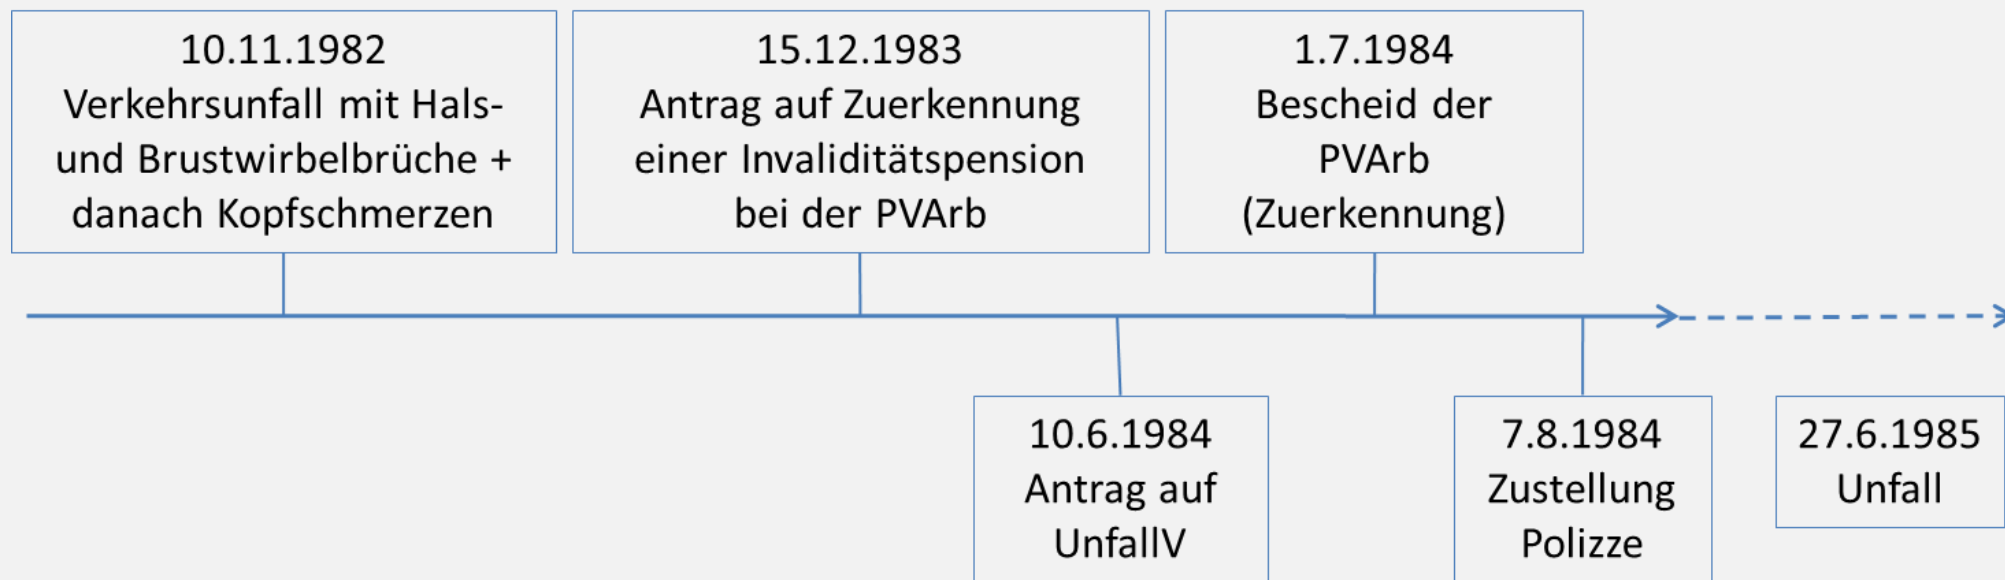 10.11.1982
Verkehrsunfall mit Hals-
und Brustwirbelbrüche +
danach Kopfschmerzen
15.12.1983
Antrag auf Zuerkennung
einer Invaliditätspension
bei der PVArb
1.7.1984
Bescheid der
PVArb
(Zuerkennung)
10.6.1984
Antrag auf
UnfallV
7.8.1984
Zustellung
Polizze
27.6.1985
Unfall